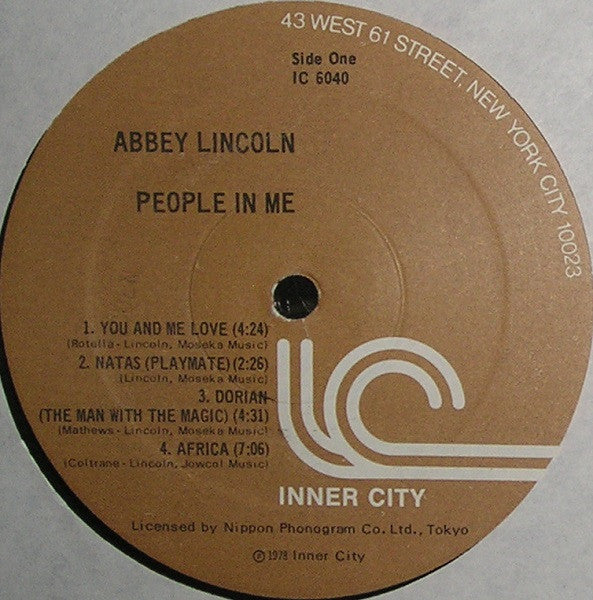 43 WEST 61 STREET, NEW YORK CITY 10023
Side One
IC 6040
ABBEY LINCOLN
PEOPLE IN ME
1. YOU AND ME LOVE (4:24)
(Rotella-Lincoln, Moseka Music)
2. NATAS (PLAYMATE) (2:26)
(Lincoln, Moseka Music)
3. DORIAN
(THE MAN WITH THE MAGIC) (4:31)
(Mathews-Lincoln, Moseka Music)
4. AFRICA (7:06)
(Coltrane-Lincoln, Jowcol Music)
IC
INNER CITY
Licensed by Nippon Phonogram Co. Ltd., Tokyo
℗ 1978 Inner City